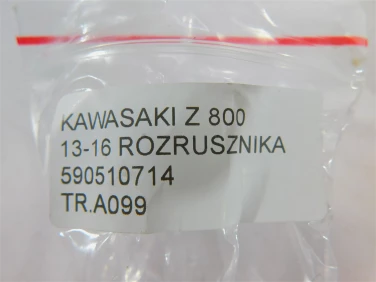 KAWASAKI Z 800
13-16 ROZRUSZNIKA
590510714
TR.A099